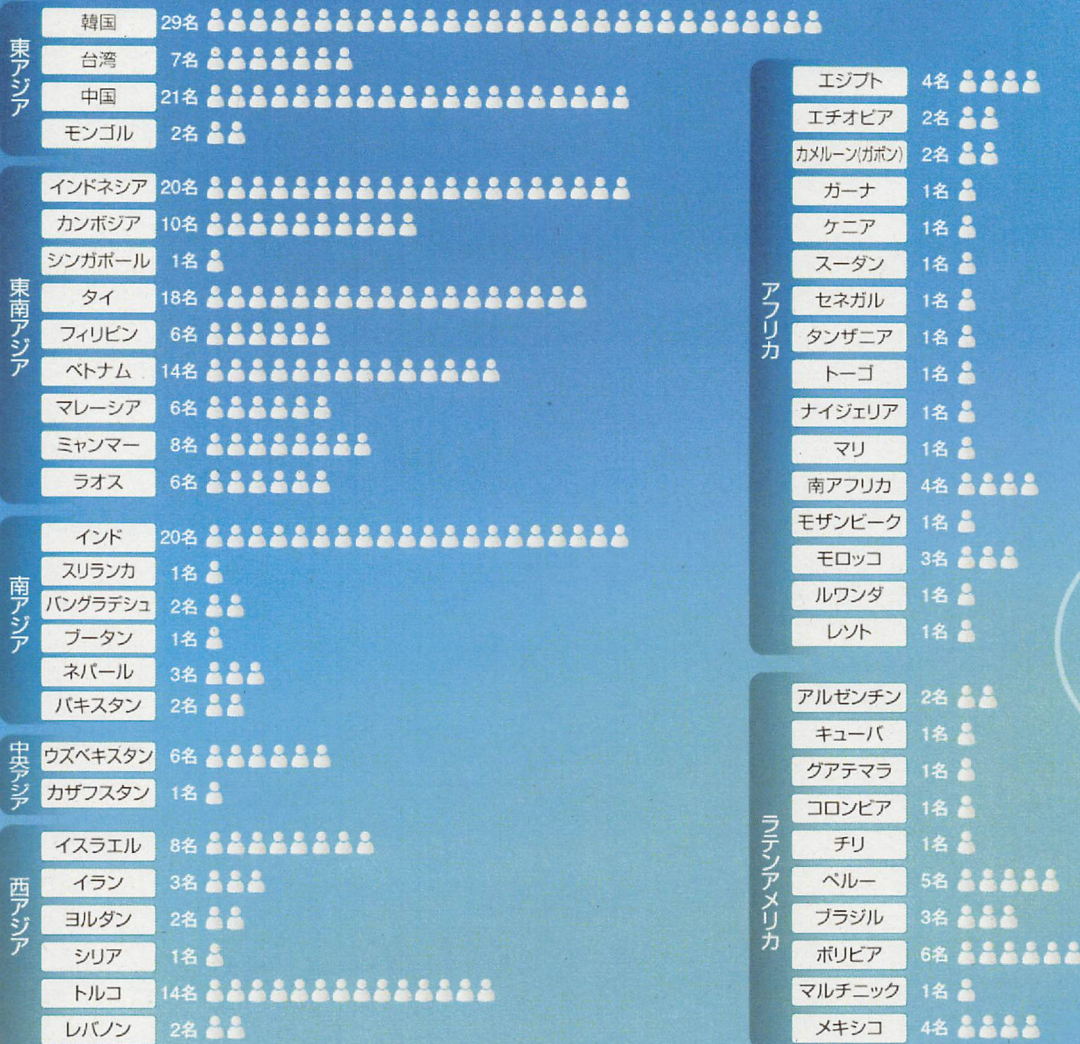 東アジア
韓国 29名
台湾 7名
中国 21名
モンゴル 2名
東南アジア
インドネシア 20名
カンボジア 10名
シンガポール 1名
タイ 18名
フィリピン 6名
ベトナム 14名
マレーシア 6名
ミャンマー 8名
ラオス 6名
南アジア
インド 20名
スリランカ 1名
バングラデシュ 2名
ブータン 1名
ネパール 3名
パキスタン 2名
中央アジア
ウズベキスタン 6名
カザフスタン 1名
西アジア
イスラエル 8名
イラン 3名
ヨルダン 2名
シリア 1名
トルコ 14名
レバノン 2名
アフリカ
エジプト 4名
エチオピア 2名
カメルーン(ガボン) 2名
ガーナ 1名
ケニア 1名
スーダン 1名
セネガル 1名
タンザニア 1名
トーゴ 1名
ナイジェリア 1名
マリ 1名
南アフリカ 4名
モザンビーク 1名
モロッコ 3名
ルワンダ 1名
レソト 1名
ラテンアメリカ
アルゼンチン 2名
キューバ 1名
グアテマラ 1名
コロンビア 1名
チリ 1名
ペルー 5名
ブラジル 3名
ボリビア 6名
マルチニック 1名
メキシコ 4名